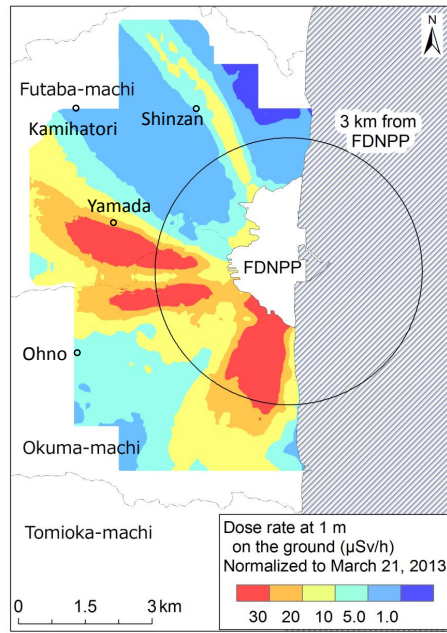 N
Futaba-machi
Kamihatori
Shinzan
3 km from
FDNPP
Yamada
FDNPP
Ohno
Okuma-machi
Tomioka-machi
Dose rate at 1 m
on the ground (μSv/h)
Normalized to March 21, 2013
30 20 10 5.0 1.0
0 1.5 3 km